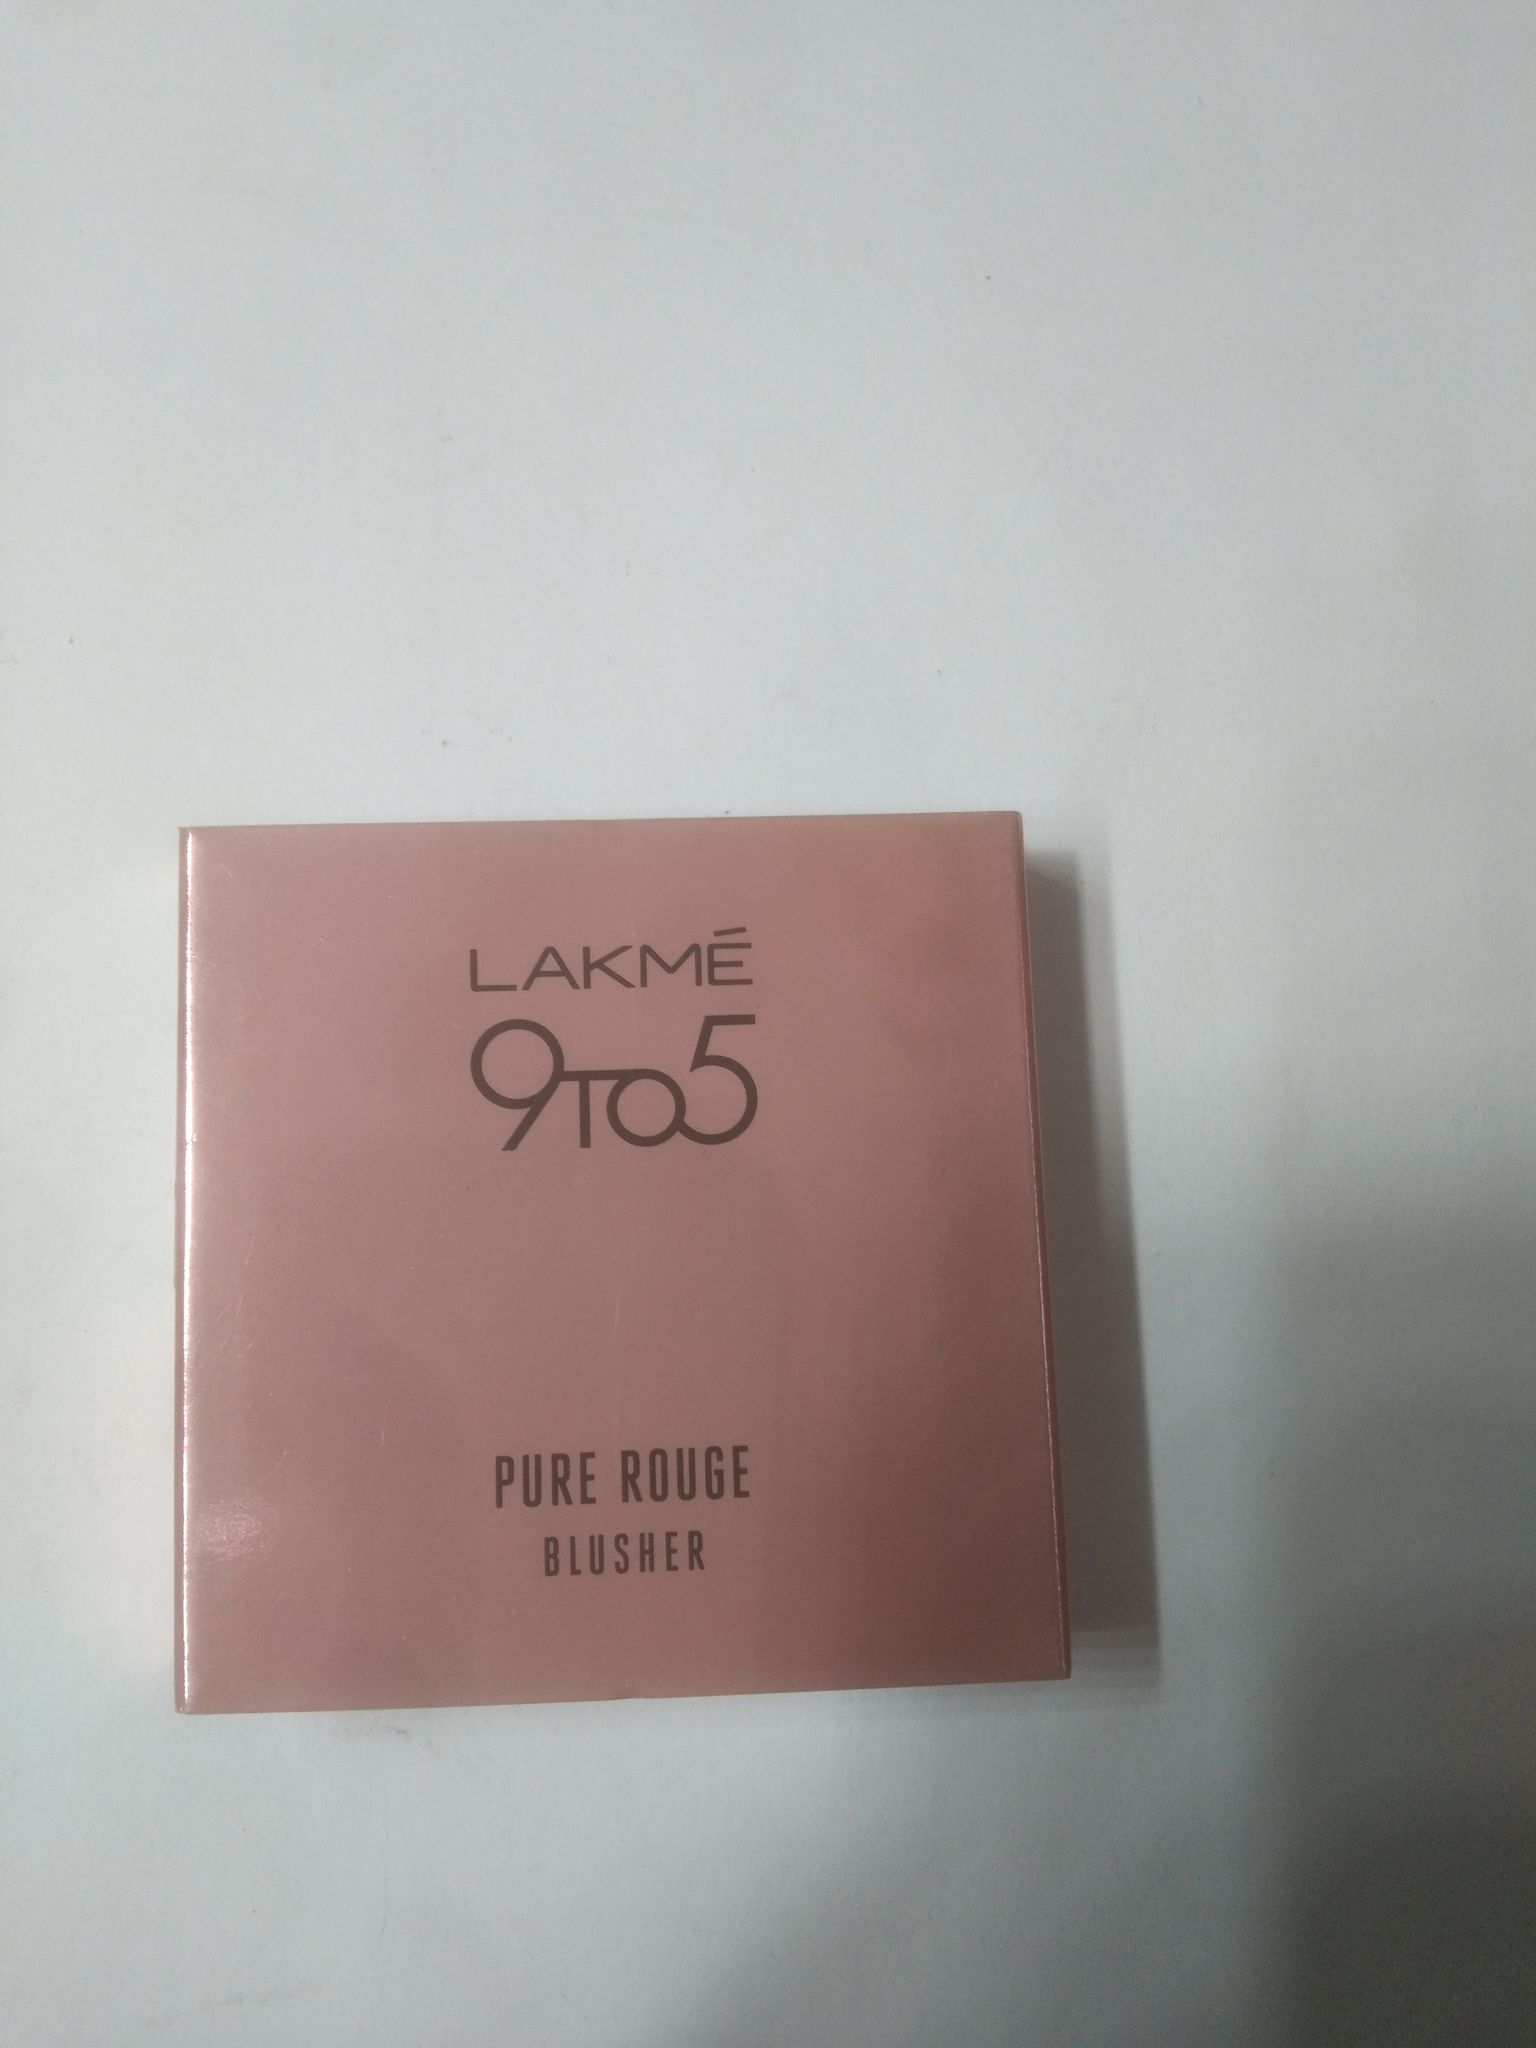 LAKMÉ
9TO5
PURE ROUGE
BLUSHER